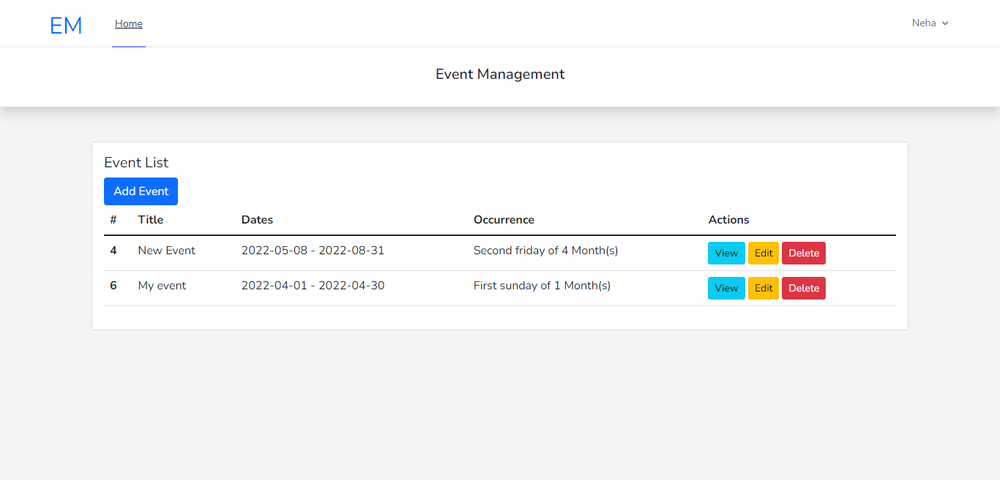 EM Home Neha
Event Management
Event List
Add Event
# Title Dates Occurrence Actions
4 New Event 2022-05-08 - 2022-08-31 Second friday of 4 Month(s) View Edit Delete
6 My event 2022-04-01 - 2022-04-30 First sunday of 1 Month(s) View Edit Delete